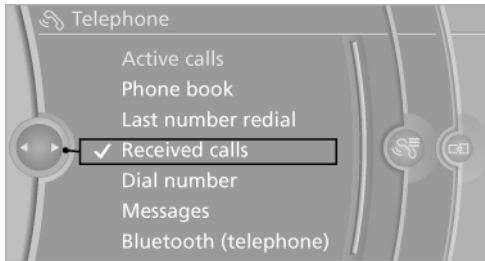 Telephone
Active calls
Phone book
Last number redial
Received calls
Dial number
Messages
Bluetooth (telephone)